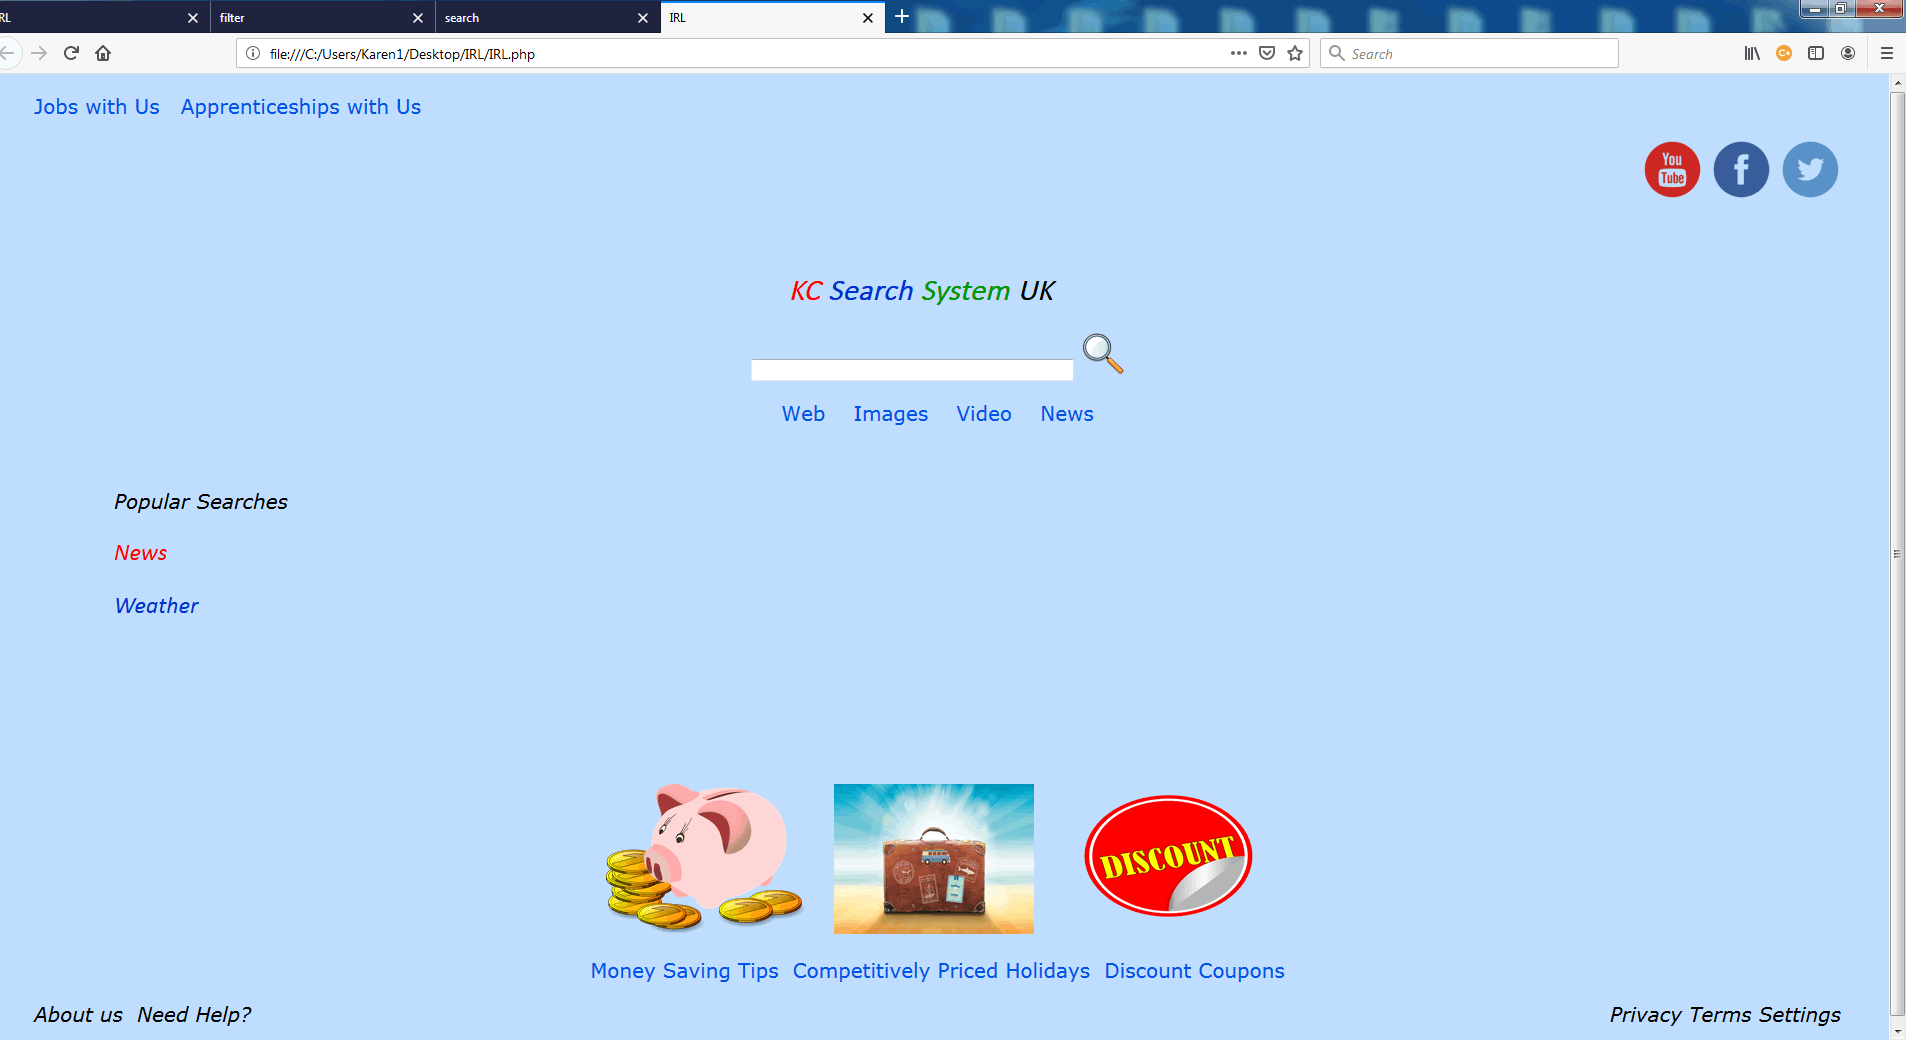 RL filter search IRL
file:///C:/Users/Karen1/Desktop/IRL/IRL.php Search
Jobs with Us Apprenticeships with Us
You
Tube
f
KC Search System UK
Web Images Video News
Popular Searches
News
Weather
DISCOUNT
Money Saving Tips Competitively Priced Holidays Discount Coupons
About us Need Help? Privacy Terms Settings